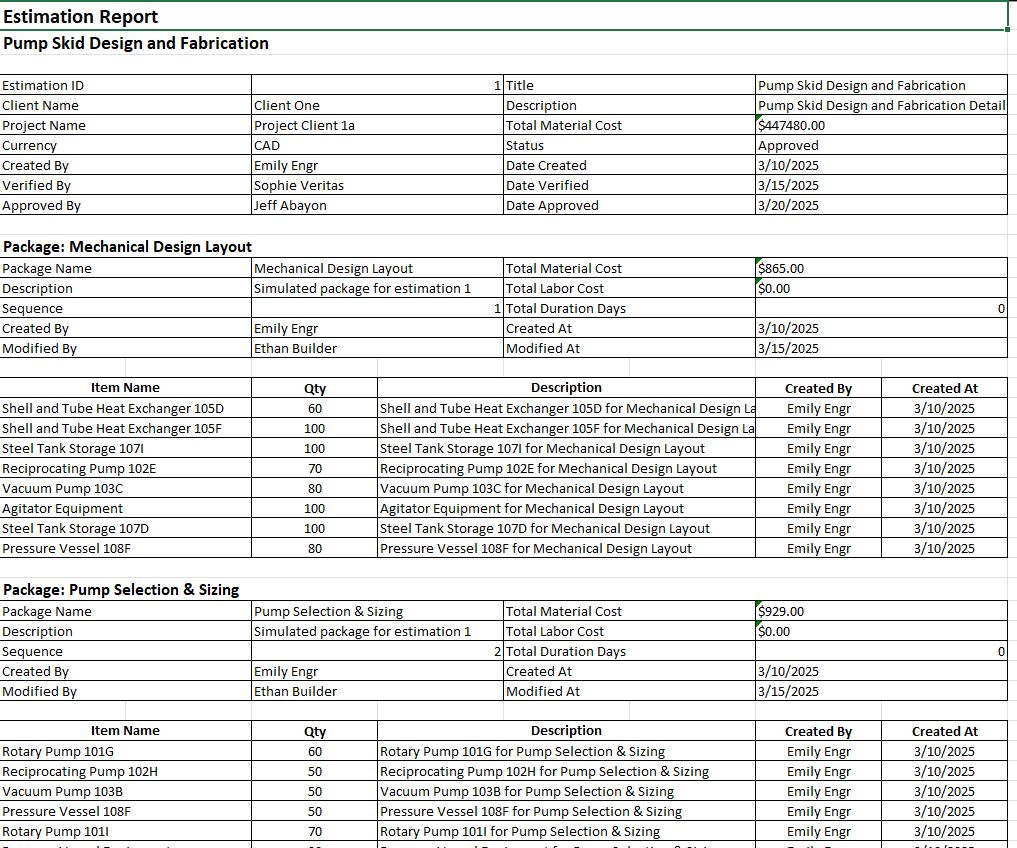 Estimation Report
Pump Skid Design and Fabrication
Estimation ID 1 Title Pump Skid Design and Fabrication
Client Name Client One Description Pump Skid Design and Fabrication Detail
Project Name Project Client 1a Total Material Cost $447480.00
Currency CAD Status Approved
Created By Emily Engr Date Created 3/10/2025
Verified By Sophie Veritas Date Verified 3/15/2025
Approved By Jeff Abayon Date Approved 3/20/2025
Package: Mechanical Design Layout
Package Name Mechanical Design Layout Total Material Cost $865.00
Description Simulated package for estimation 1 Total Labor Cost $0.00
Sequence 1 Total Duration Days 0
Created By Emily Engr Created At 3/10/2025
Modified By Ethan Builder Modified At 3/15/2025
Item Name Qty Description Created By Created At
Shell and Tube Heat Exchanger 105D 60 Shell and Tube Heat Exchanger 105D for Mechanical Design La Emily Engr 3/10/2025
Shell and Tube Heat Exchanger 105F 100 Shell and Tube Heat Exchanger 105F for Mechanical Design La Emily Engr 3/10/2025
Steel Tank Storage 107I 100 Steel Tank Storage 107I for Mechanical Design Layout Emily Engr 3/10/2025
Reciprocating Pump 102E 70 Reciprocating Pump 102E for Mechanical Design Layout Emily Engr 3/10/2025
Vacuum Pump 103C 80 Vacuum Pump 103C for Mechanical Design Layout Emily Engr 3/10/2025
Agitator Equipment 100 Agitator Equipment for Mechanical Design Layout Emily Engr 3/10/2025
Steel Tank Storage 107D 100 Steel Tank Storage 107D for Mechanical Design Layout Emily Engr 3/10/2025
Pressure Vessel 108F 80 Pressure Vessel 108F for Mechanical Design Layout Emily Engr 3/10/2025
Package: Pump Selection & Sizing
Package Name Pump Selection & Sizing Total Material Cost $929.00
Description Simulated package for estimation 1 Total Labor Cost $0.00
Sequence 2 Total Duration Days 0
Created By Emily Engr Created At 3/10/2025
Modified By Ethan Builder Modified At 3/15/2025
Item Name Qty Description Created By Created At
Rotary Pump 101G 60 Rotary Pump 101G for Pump Selection & Sizing Emily Engr 3/10/2025
Reciprocating Pump 102H 50 Reciprocating Pump 102H for Pump Selection & Sizing Emily Engr 3/10/2025
Vacuum Pump 103B 50 Vacuum Pump 103B for Pump Selection & Sizing Emily Engr 3/10/2025
Pressure Vessel 108F 50 Pressure Vessel 108F for Pump Selection & Sizing Emily Engr 3/10/2025
Rotary Pump 101I 70 Rotary Pump 101I for Pump Selection & Sizing Emily Engr 3/10/2025